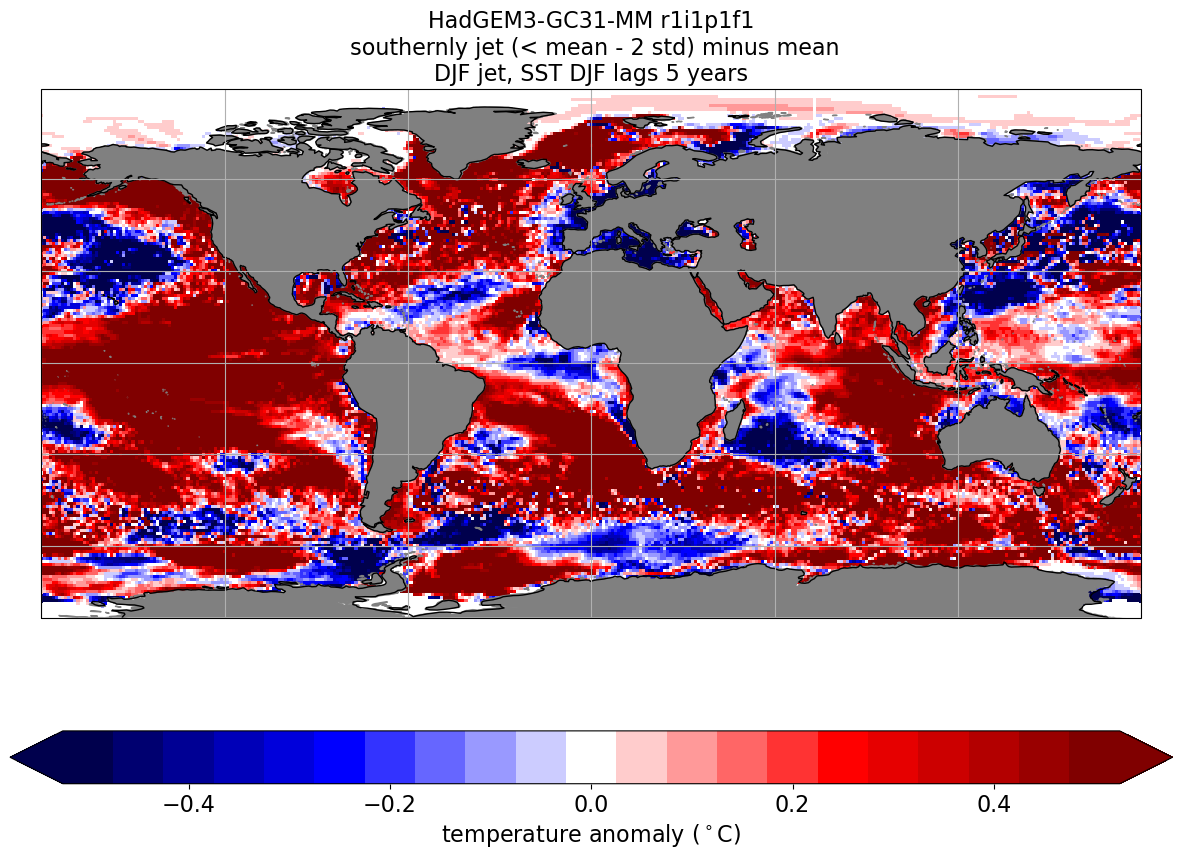 HadGEM3-GC31-MM r1i1p1f1
southernly jet (< mean - 2 std) minus mean
DJF jet, SST DJF lags 5 years
−0.4 −0.2 0.0 0.2 0.4
temperature anomaly (°C)